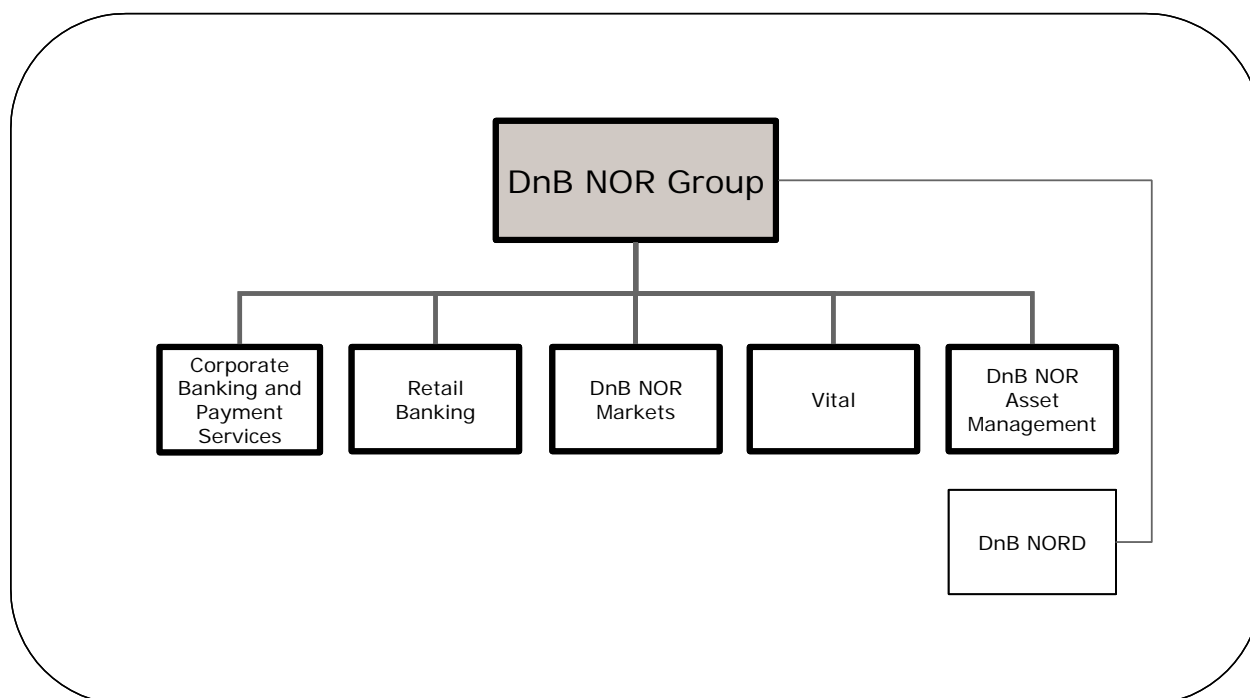 DnB NOR Group
Corporate
Banking and
Payment
Services
Retail
Banking
DnB NOR
Markets
Vital
DnB NOR
Asset
Management
DnB NORD